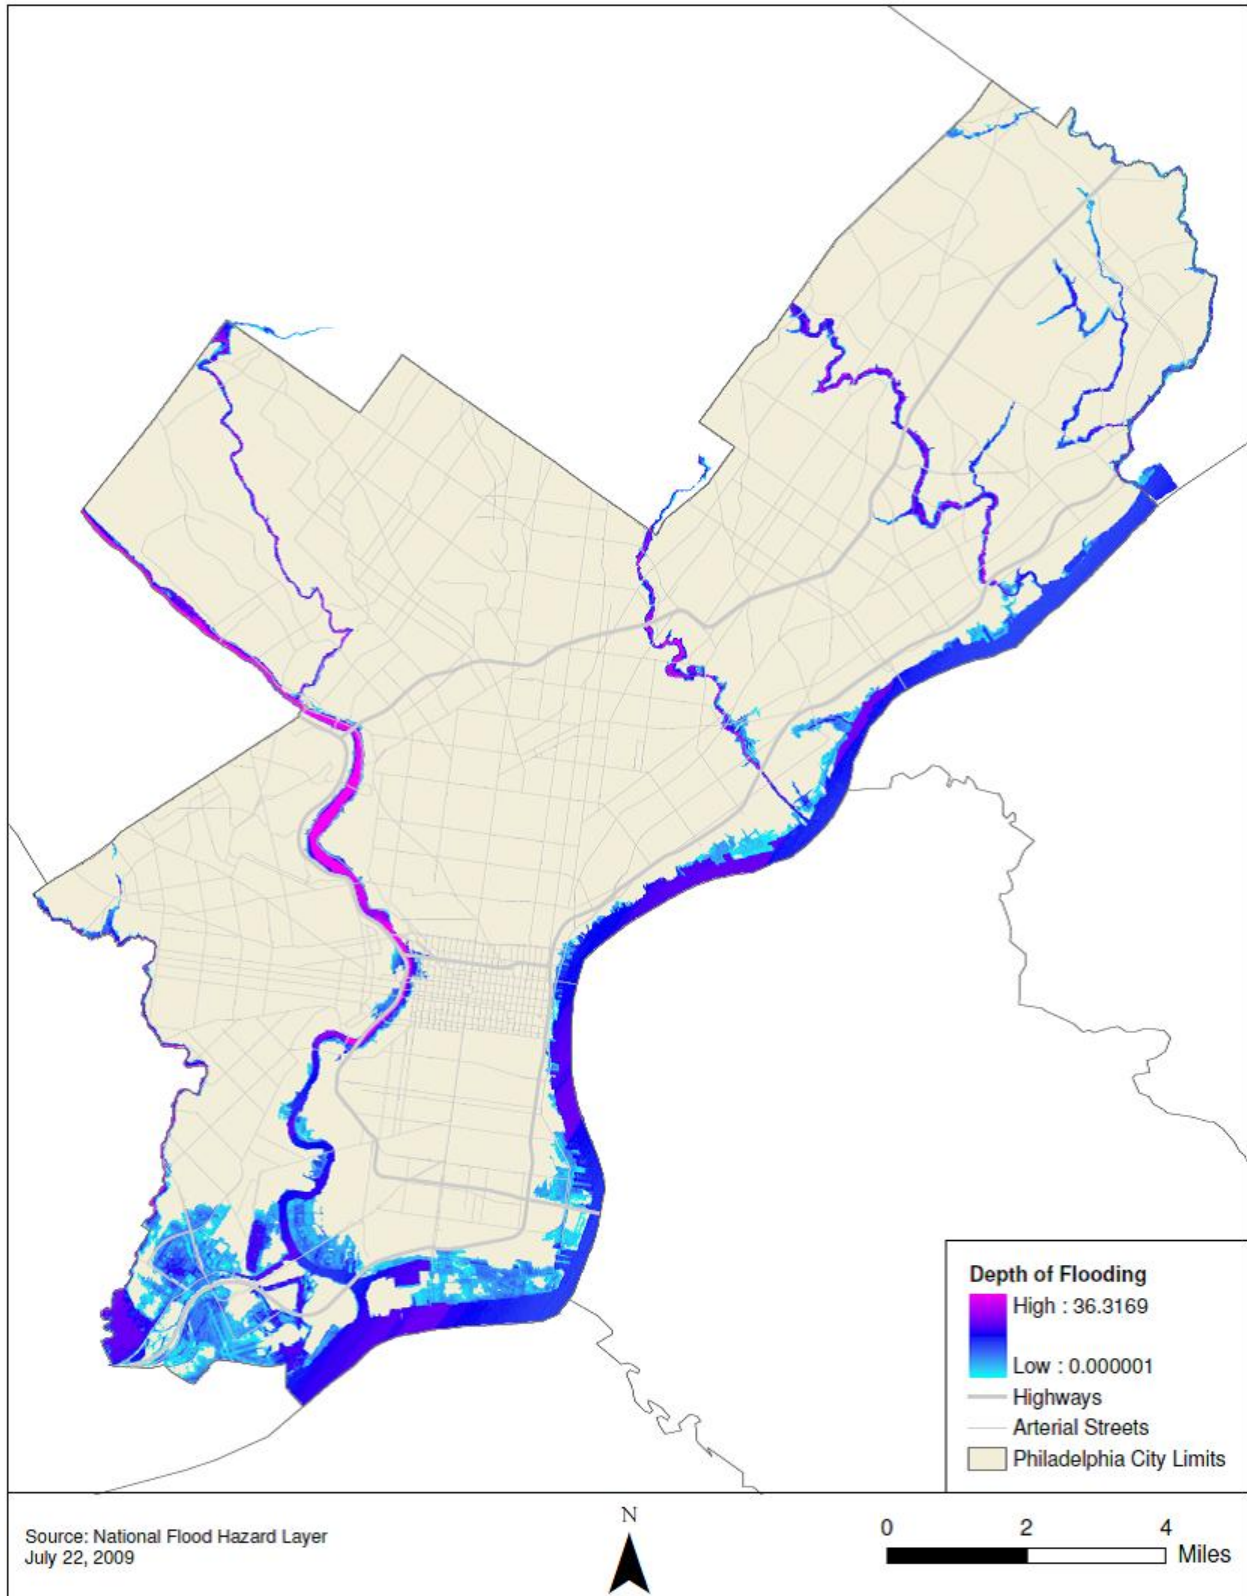 Depth of Flooding
High : 36.3169
Low : 0.000001
Highways
Arterial Streets
Philadelphia City Limits
Source: National Flood Hazard Layer
July 22, 2009
N
0 2 4
Miles